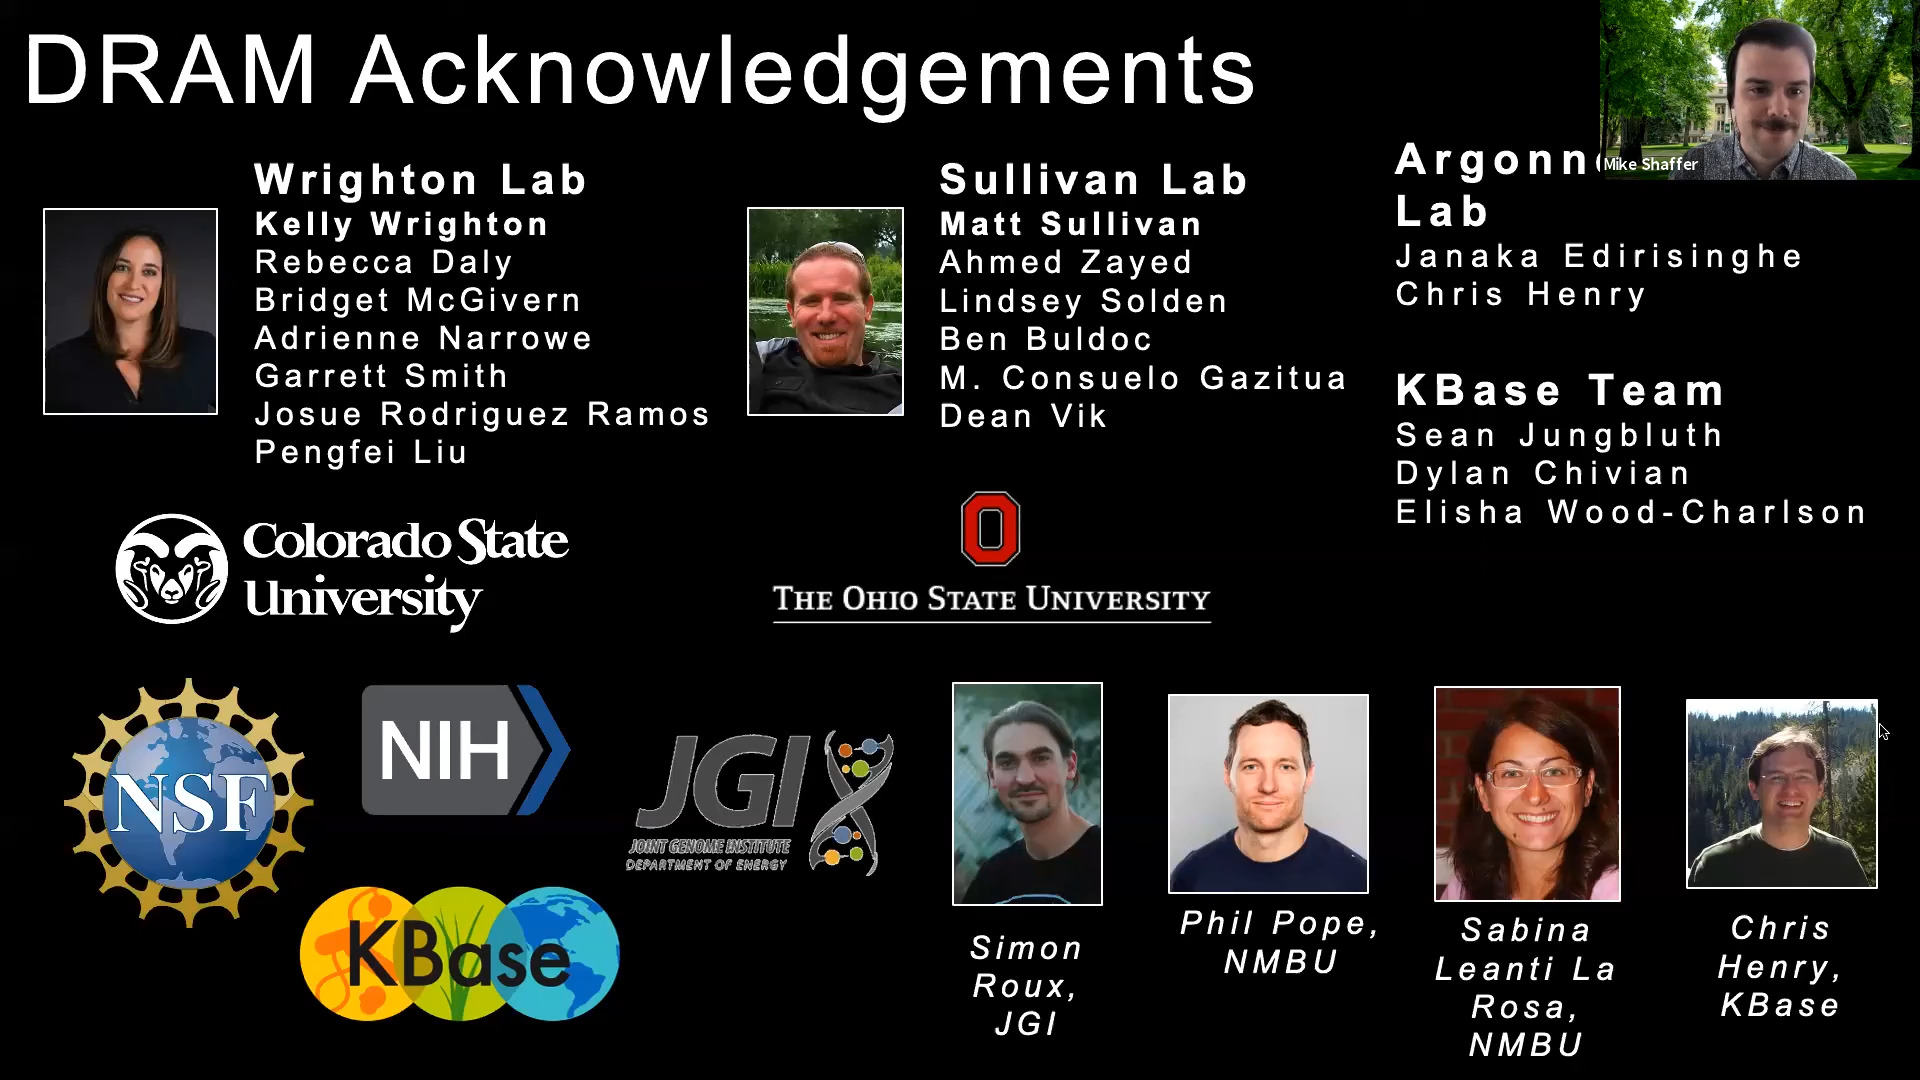 DRAM Acknowledgements
Mike Shaffer
Wrighton Lab
Kelly Wrighton
Rebecca Daly
Bridget McGivern
Adrienne Narrowe
Garrett Smith
Josue Rodriguez Ramos
Pengfei Liu
Sullivan Lab
Matt Sullivan
Ahmed Zayed
Lindsey Solden
Ben Buldoc
M. Consuelo Gazitua
Dean Vik
Lab
Janaka Edirisinghe
Chris Henry
KBase Team
Sean Jungbluth
Dylan Chivian
Elisha Wood-Charlson
Colorado State
University
O
THE OHIO STATE UNIVERSITY
NSF
NIH
JGI
JOINT GENOME INSTITUTE
DEPARTMENT OF ENERGY
KBase
Simon
Roux,
JGI
Phil Pope,
NMBU
Sabina
Leanti La
Rosa,
NMBU
Chris
Henry,
KBase